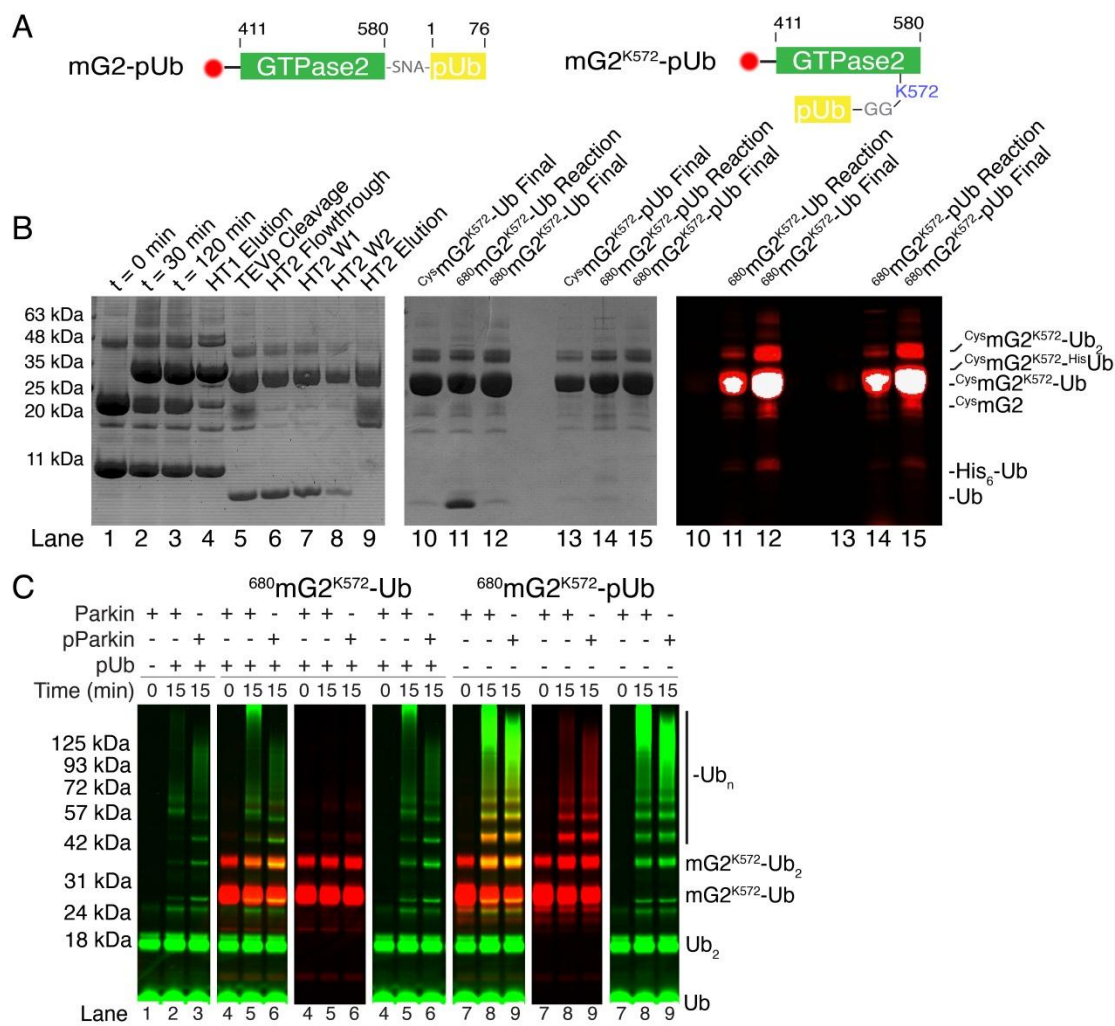 A
411 580 1 76
mG2-pUb GTPase2 -SNA- pUb
411 580
mG2K572-pUb GTPase2
K572
pUb -GG
B
t = 0 min
t = 30 min
t = 120 min
HT1 Elution
TEVp Cleavage
HT2 Flowthrough
HT2 W1
HT2 W2
HT2 Elution
CysmG2K572-Ub Final
680mG2K572-Ub Reaction
680mG2K572-Ub Final
CysmG2K572-pUb Final
680mG2K572-pUb Reaction
680mG2K572-pUb Final
680mG2K572-Ub Reaction
680mG2K572-Ub Final
680mG2K572-pUb Reaction
680mG2K572-pUb Final
63 kDa
48 kDa
35 kDa
25 kDa
20 kDa
11 kDa
CysmG2K572-Ub2
CysmG2K572-HisUb
-CysmG2K572-Ub
-CysmG2
-His6-Ub
-Ub
Lane 1 2 3 4 5 6 7 8 9 10 11 12 13 14 15 10 11 12 13 14 15
C
680mG2K572-Ub 680mG2K572-pUb
Parkin + + - + + - + + - + + - + + - + + - + + -
pParkin - - + - - + - - + - - + - - + - - + - - +
pUb - + + + + + + + + + + + - - - - - - - - -
Time (min) 0 15 15 0 15 15 0 15 15 0 15 15 0 15 15 0 15 15 0 15 15
125 kDa
93 kDa
72 kDa
57 kDa
42 kDa
31 kDa
24 kDa
18 kDa
-Ubn
mG2K572-Ub2
mG2K572-Ub
Ub2
Ub
Lane 1 2 3 4 5 6 4 5 6 4 5 6 7 8 9 7 8 9 7 8 9